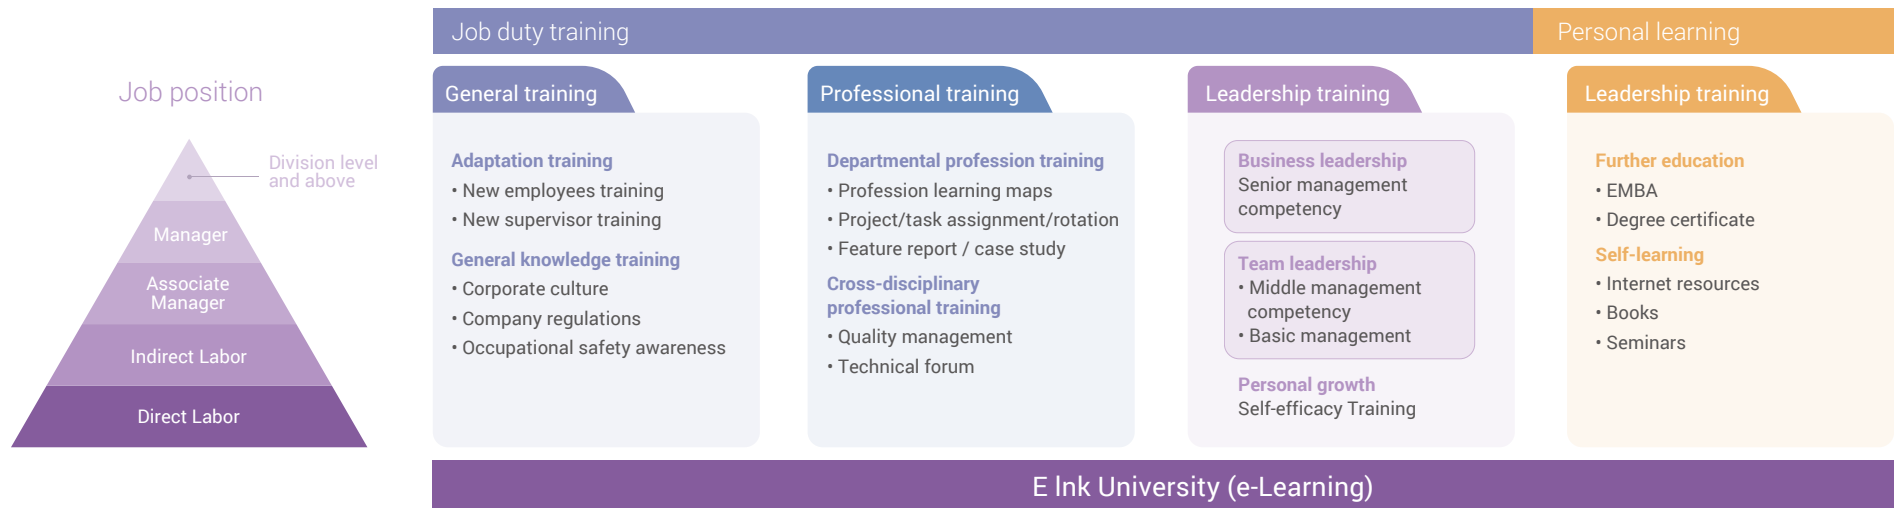 Job position
Division level
and above
Manager
Associate
Manager
Indirect Labor
Direct Labor
Job duty training
Personal learning
General training
Adaptation training
• New employees training
• New supervisor training
General knowledge training
• Corporate culture
• Company regulations
• Occupational safety awareness
Professional training
Departmental profession training
• Profession learning maps
• Project/task assignment/rotation
• Feature report / case study
Cross-disciplinary
professional training
• Quality management
• Technical forum
Leadership training
Business leadership
Senior management
competency
Team leadership
• Middle management
competency
• Basic management
Personal growth
Self-efficacy Training
Leadership training
Further education
• EMBA
• Degree certificate
Self-learning
• Internet resources
• Books
• Seminars
E Ink University (e-Learning)